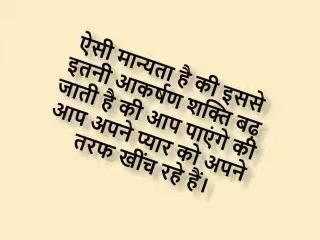 ऐसी मान्यता है की इससे
इतनी आकर्षण शक्ति बढ़
जाती है की आप पाएंगे की
आप अपने प्यार को अपने
तरफ खींच रहे हैं।